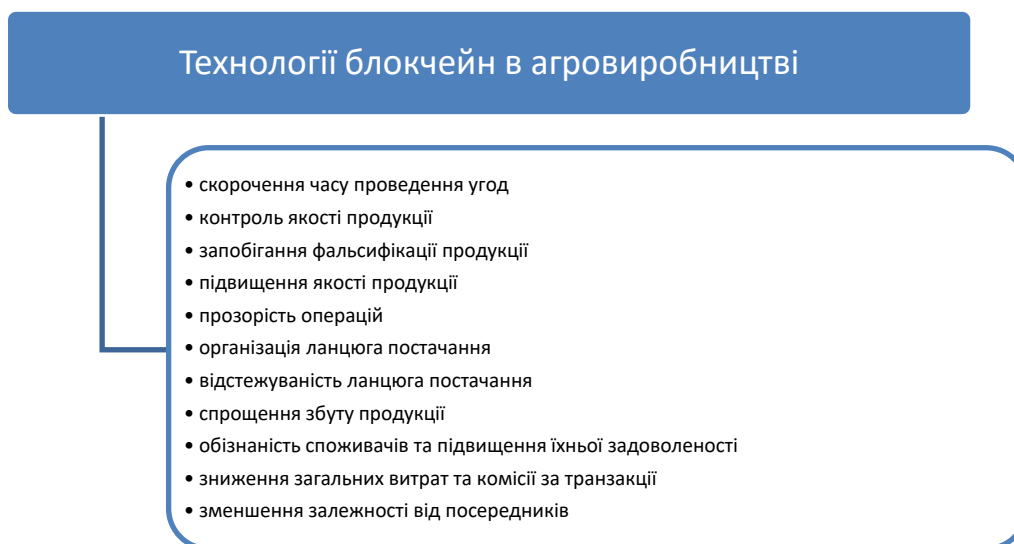 Технології блокчейн в агровиробництві
• скорочення часу проведення угод
• контроль якості продукції
• запобігання фальсифікації продукції
• підвищення якості продукції
• прозорість операцій
• організація ланцюга постачання
• відстежуваність ланцюга постачання
• спрощення збуту продукції
• обізнаність споживачів та підвищення їхньої задоволеності
• зниження загальних витрат та комісії за транзакції
• зменшення залежності від посередників